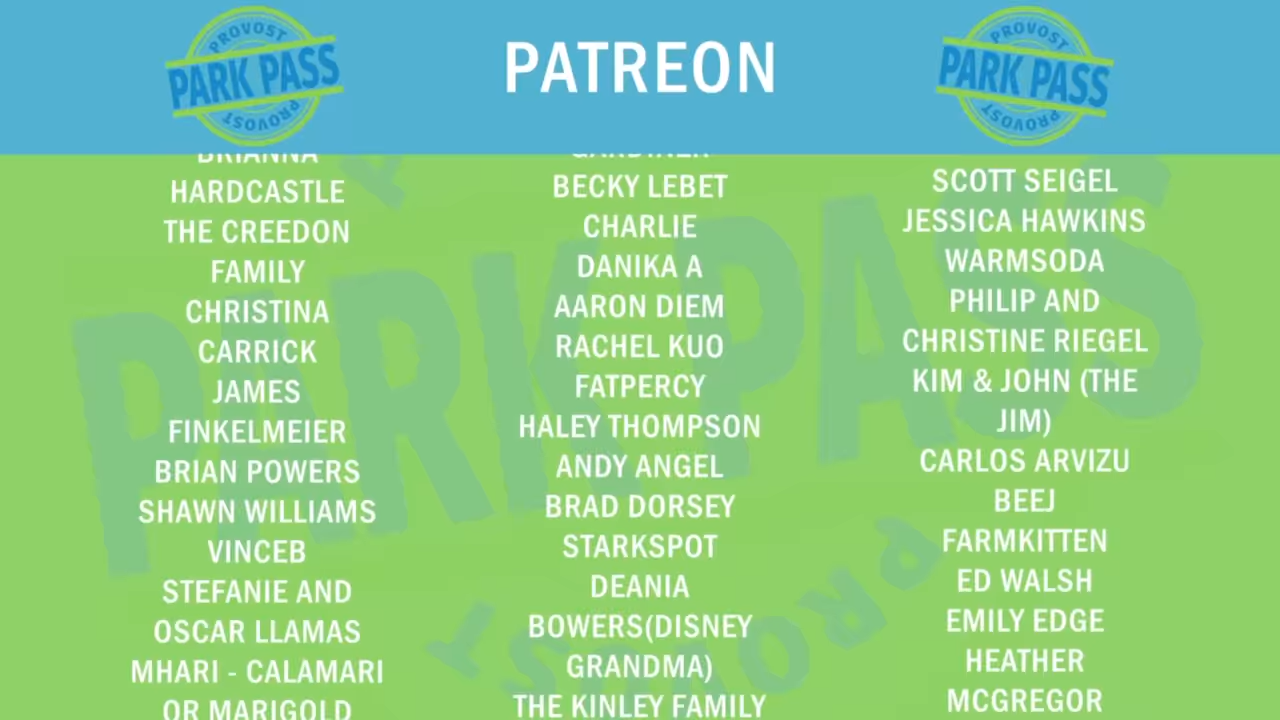 PROVOST
PARK PASS
PROVOST
PATREON
PROVOST
PARK PASS
PROVOST
BRIANNA
HARDCASTLE
THE CREEDON
FAMILY
CHRISTINA
CARRICK
JAMES
FINKELMEIER
BRIAN POWERS
SHAWN WILLIAMS
VINCEB
STEFANIE AND
OSCAR LLAMAS
MHARI - CALAMARI
OR MARIGOLD
BECKY LEBET
CHARLIE
DANIKA A
AARON DIEM
RACHEL KUO
FATPERCY
HALEY THOMPSON
ANDY ANGEL
BRAD DORSEY
STARKSPOT
DEANIA
BOWERS(DISNEY
GRANDMA)
THE KINLEY FAMILY
SCOTT SEIGEL
JESSICA HAWKINS
WARMSODA
PHILIP AND
CHRISTINE RIEGEL
KIM & JOHN (THE
JIM)
CARLOS ARVIZU
BEEJ
FARMKITTEN
ED WALSH
EMILY EDGE
HEATHER
MCGREGOR
PARK PASS
PROVOST